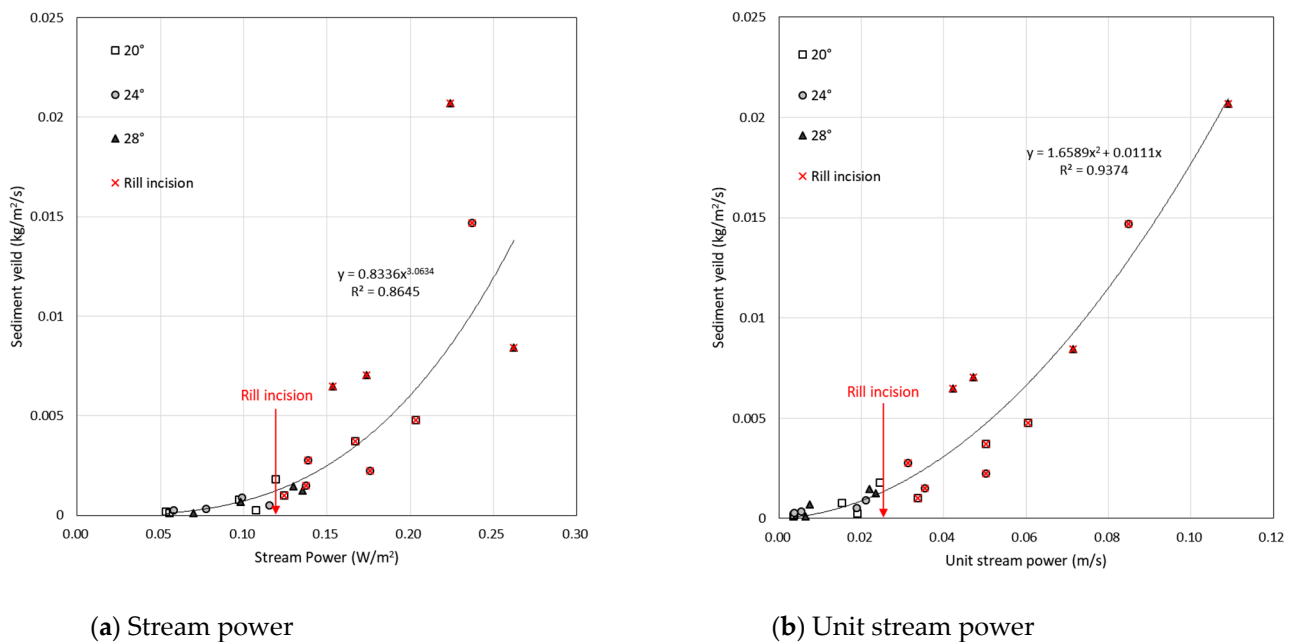 0.025
0.02
0.015
0.01
0.005
0
Sediment yeild (kg/m²/s)
20°
24°
28°
Rill incision
y = 0.8336x^3.0634
R² = 0.8645
Rill incision
0.00 0.05 0.10 0.15 0.20 0.25 0.30
Stream Power (W/m²)
(a) Stream power
0.025
0.02
0.015
0.01
0.005
0
Sediment yeild (kg/m²/s)
20°
24°
28°
Rill incision
y = 1.6589x² + 0.0111x
R² = 0.9374
Rill incision
0.00 0.02 0.04 0.06 0.08 0.10 0.12
Unit stream power (m/s)
(b) Unit stream power